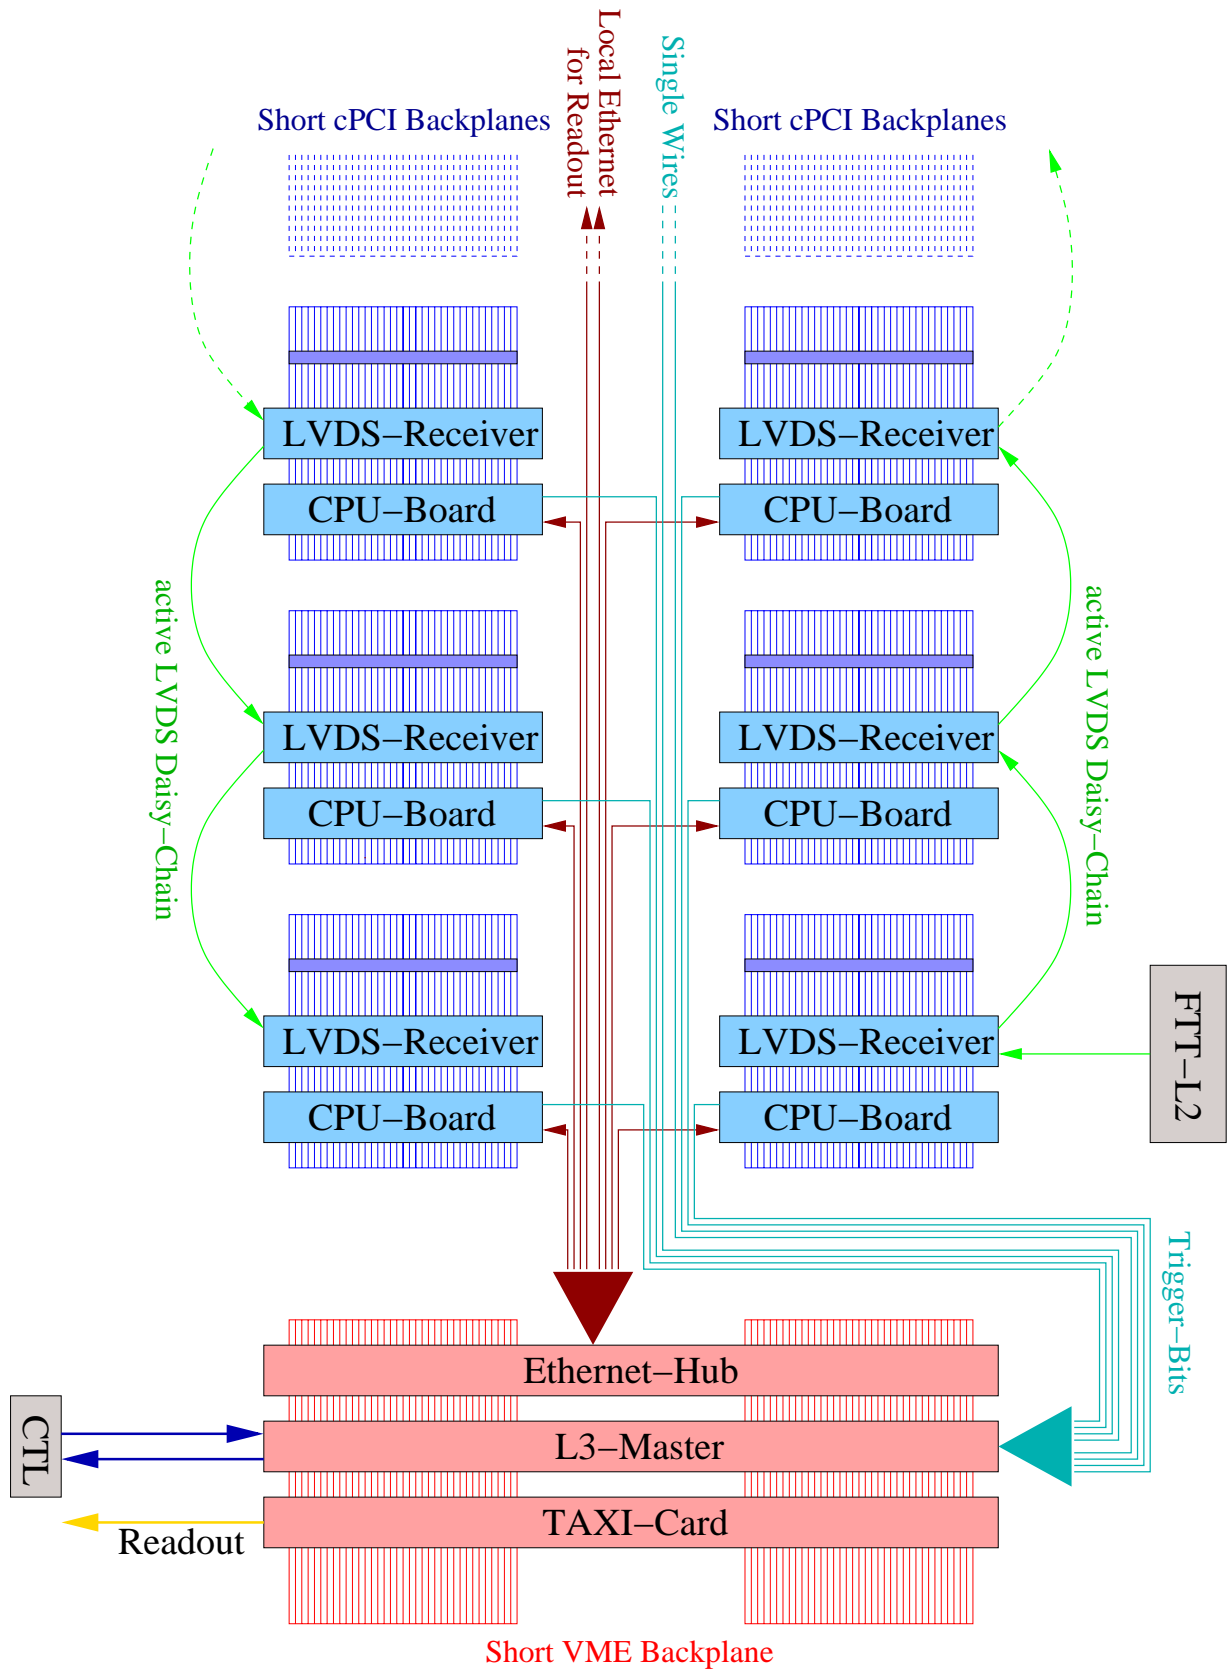 Local Ethernet
for Readout
Single Wires
Short cPCI Backplanes
Short cPCI Backplanes
LVDS−Receiver
LVDS−Receiver
CPU−Board
CPU−Board
active LVDS Daisy−Chain
active LVDS Daisy−Chain
LVDS−Receiver
LVDS−Receiver
CPU−Board
CPU−Board
FTT−L2
LVDS−Receiver
LVDS−Receiver
CPU−Board
CPU−Board
Trigger−Bits
Ethernet−Hub
CTL
L3−Master
TAXI−Card
Readout
Short VME Backplane